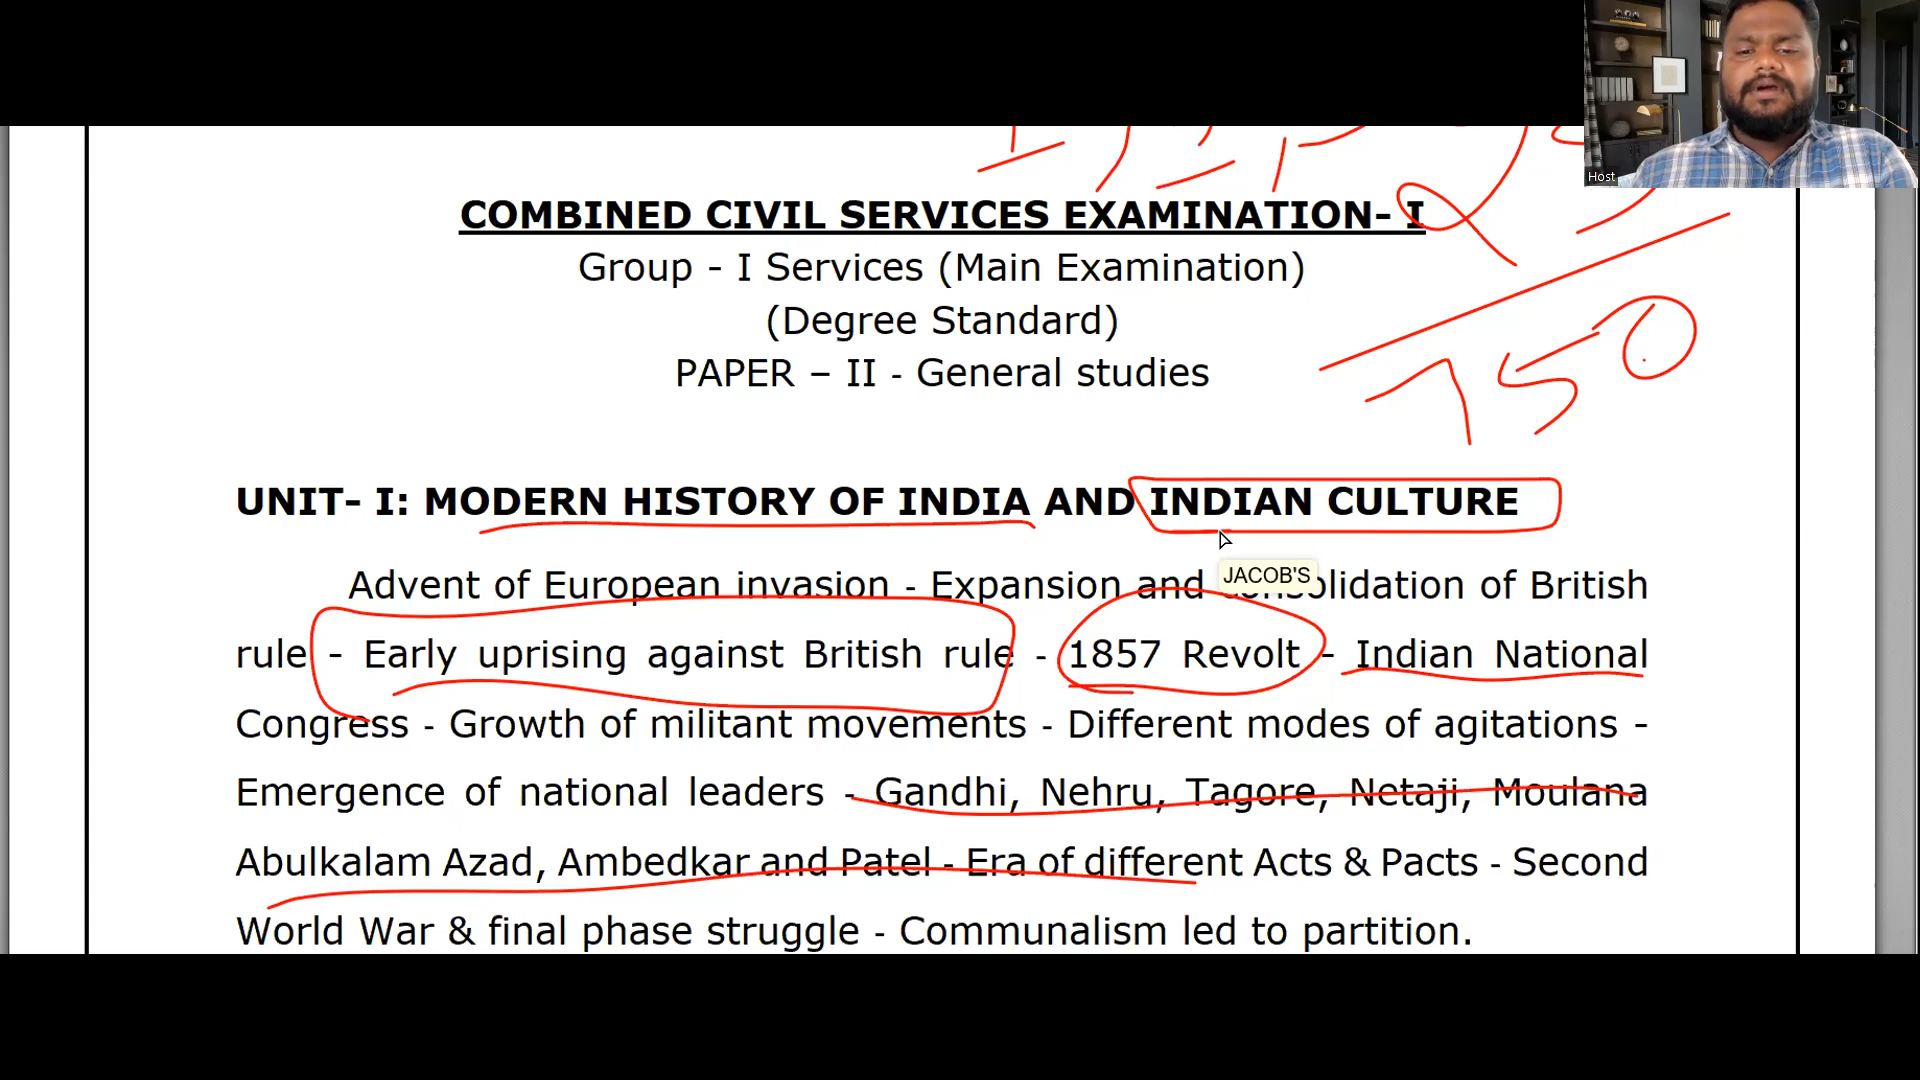 Host
COMBINED CIVIL SERVICES EXAMINATION- I
Group - I Services (Main Examination)
(Degree Standard)
PAPER – II - General studies
750
UNIT- I: MODERN HISTORY OF INDIA AND INDIAN CULTURE
JACOB'S
Advent of European invasion - Expansion and consolidation of British
rule - Early uprising against British rule - 1857 Revolt - Indian National
Congress - Growth of militant movements - Different modes of agitations -
Emergence of national leaders - Gandhi, Nehru, Tagore, Netaji, Moulana
Abulkalam Azad, Ambedkar and Patel - Era of different Acts & Pacts - Second
World War & final phase struggle - Communalism led to partition.